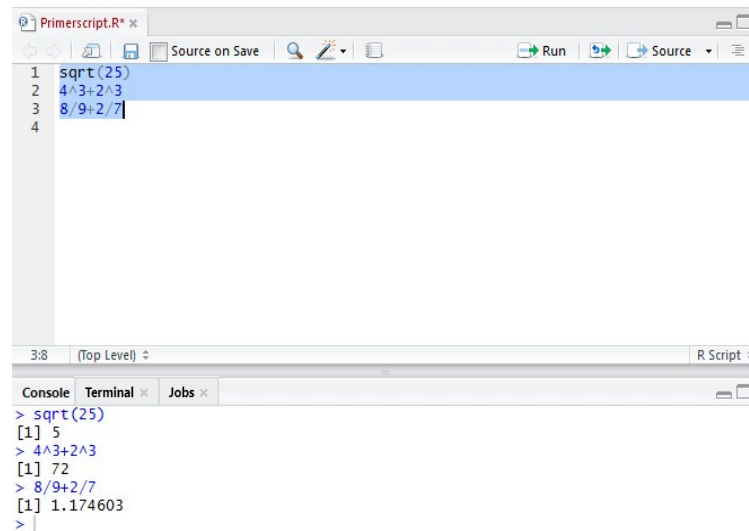 Primerscript.R* ×
Source on Save Run Source
1 sqrt(25)
2 4^3+2^3
3 8/9+2/7
4
3:8 (Top Level) R Script
Console Terminal × Jobs ×
> sqrt(25)
[1] 5
> 4^3+2^3
[1] 72
> 8/9+2/7
[1] 1.174603
>